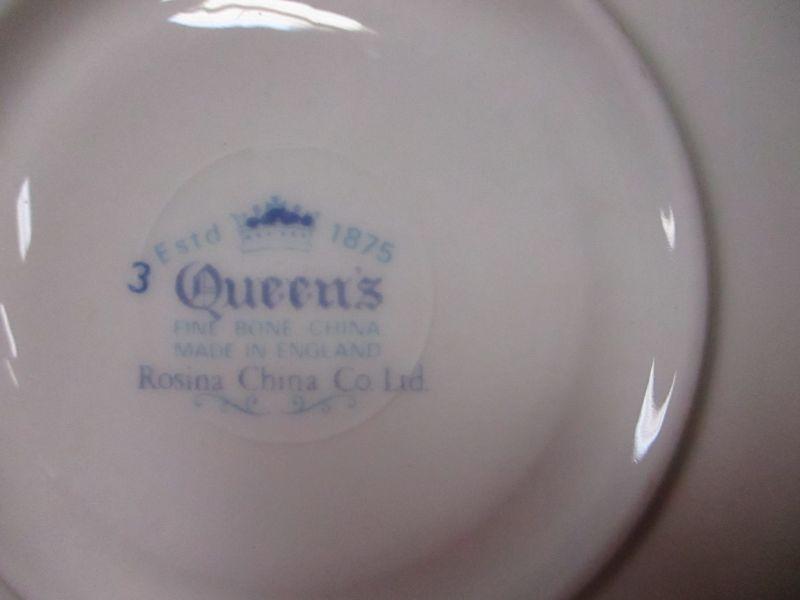 Estd 1875
3
Queen's
FINE BONE CHINA
MADE IN ENGLAND
Rosina China Co. Ltd.